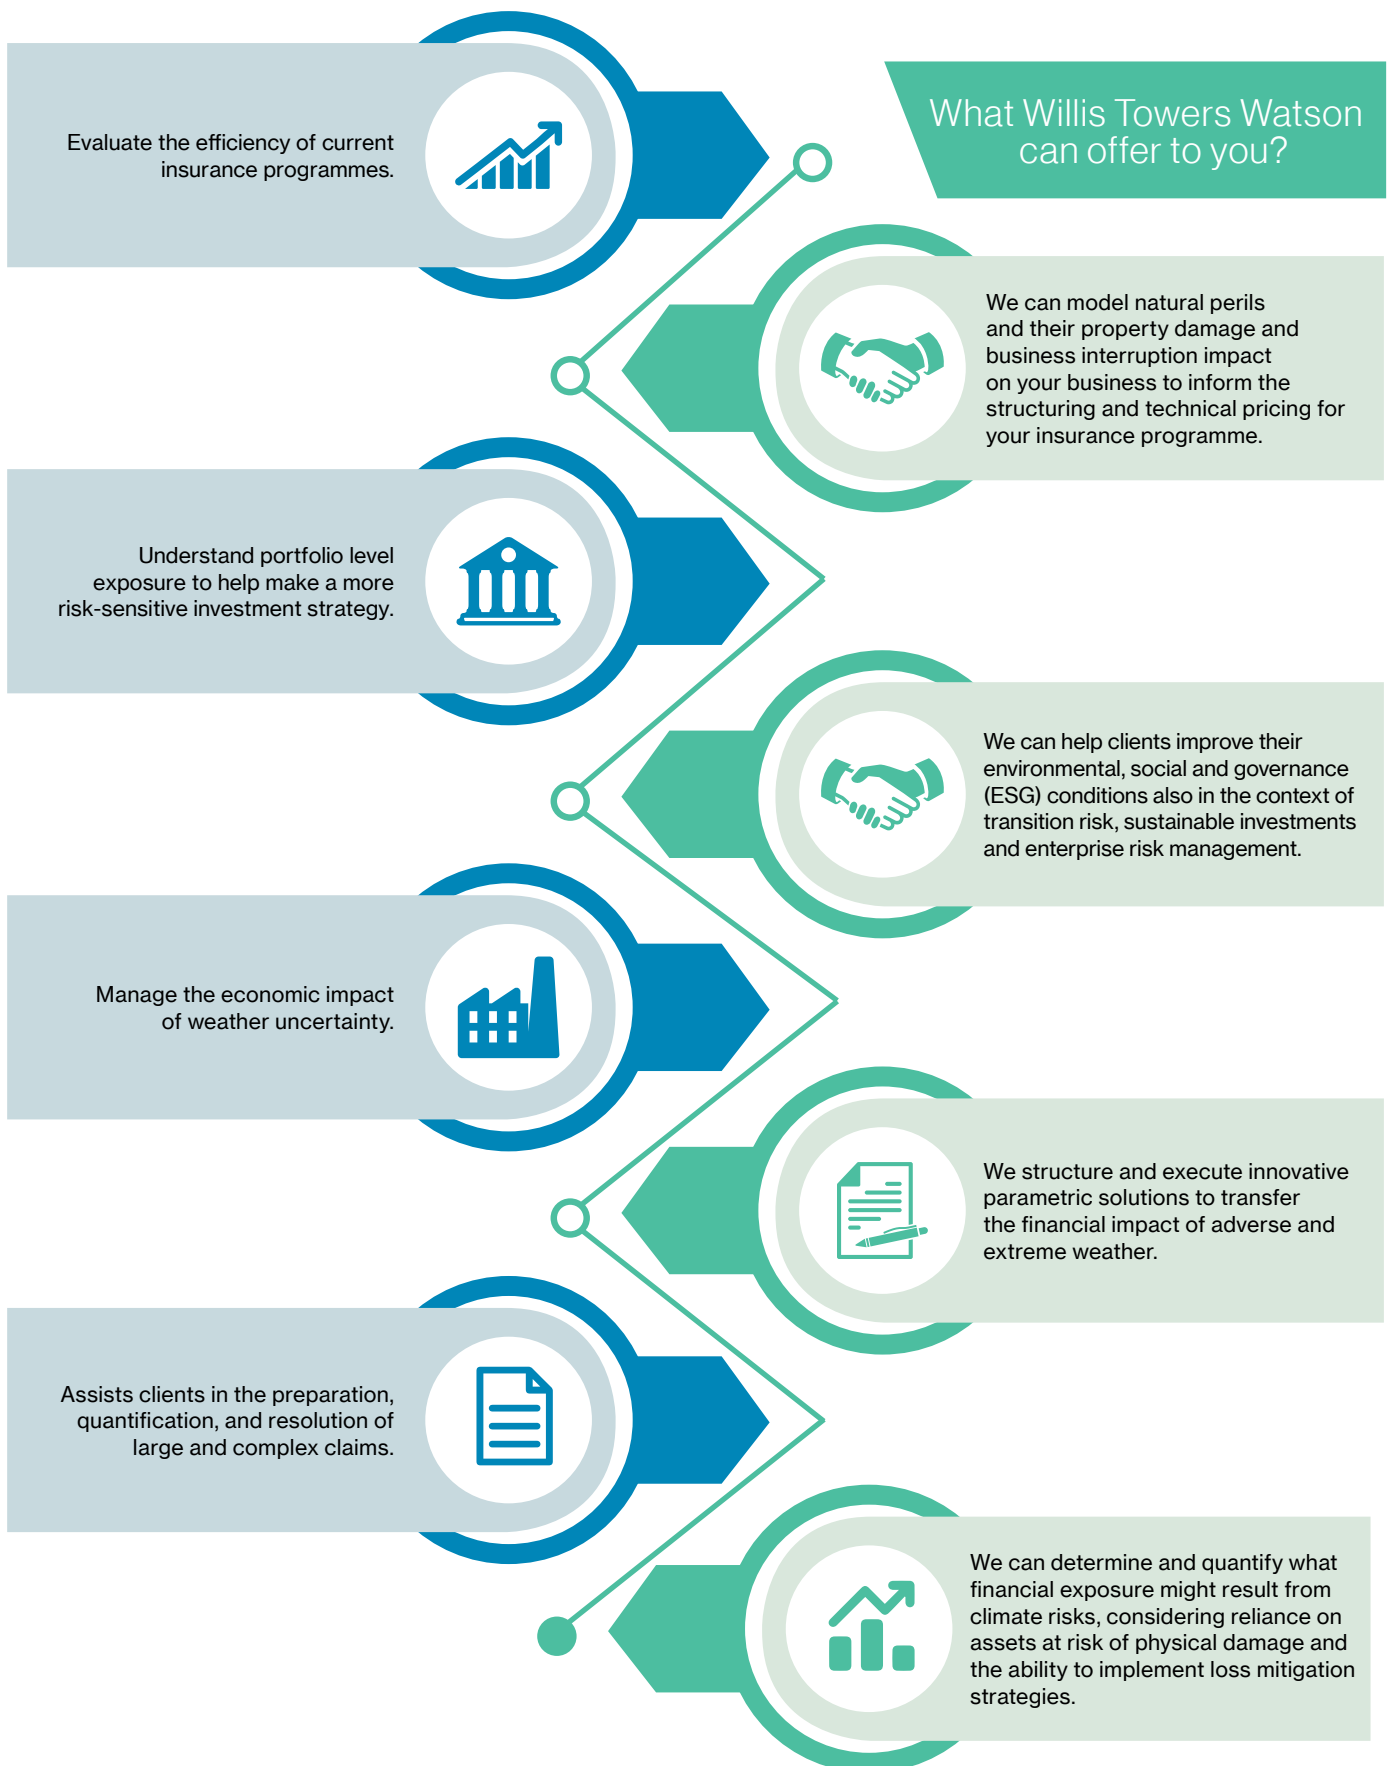 What Willis Towers Watson
can offer to you?
Evaluate the efficiency of current
insurance programmes.
We can model natural perils
and their property damage and
business interruption impact
on your business to inform the
structuring and technical pricing for
your insurance programme.
Understand portfolio level
exposure to help make a more
risk-sensitive investment strategy.
We can help clients improve their
environmental, social and governance
(ESG) conditions also in the context of
transition risk, sustainable investments
and enterprise risk management.
Manage the economic impact
of weather uncertainty.
We structure and execute innovative
parametric solutions to transfer
the financial impact of adverse and
extreme weather.
Assists clients in the preparation,
quantification, and resolution of
large and complex claims.
We can determine and quantify what
financial exposure might result from
climate risks, considering reliance on
assets at risk of physical damage and
the ability to implement loss mitigation
strategies.